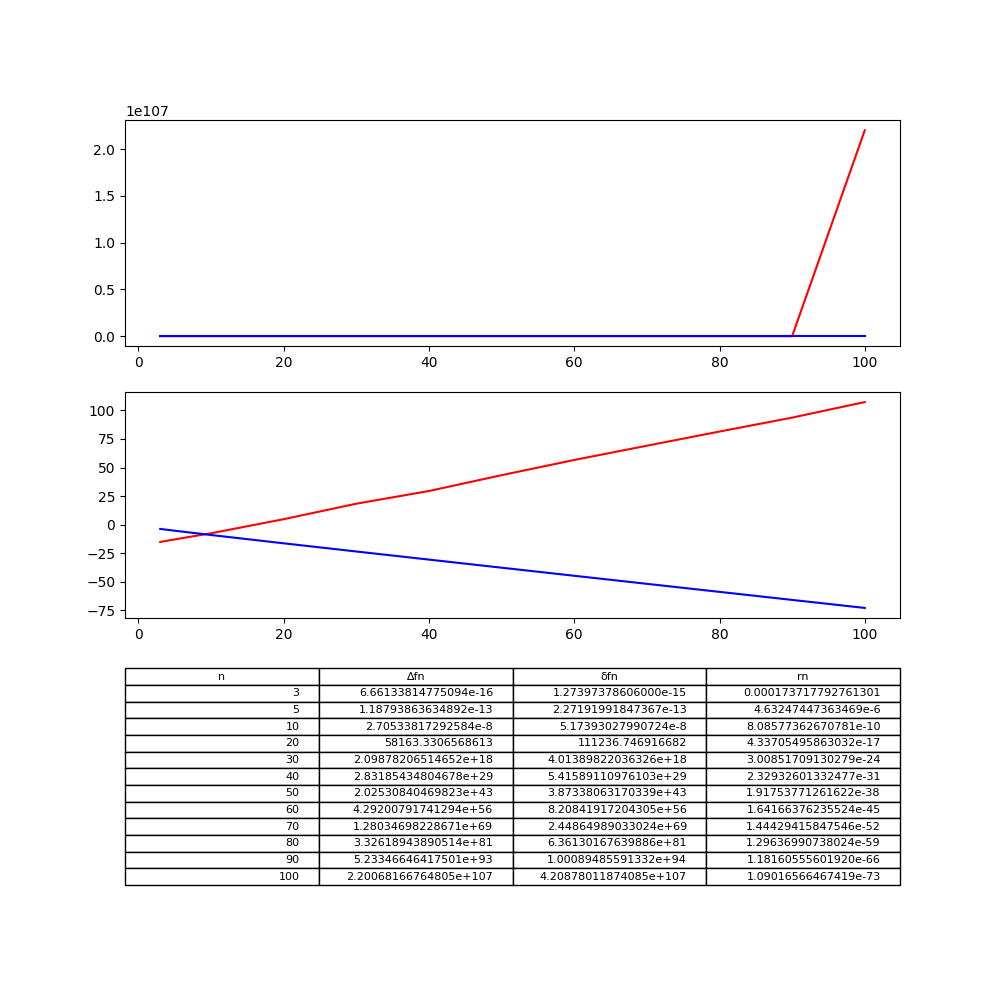 1e107
2.0
1.5
1.0
0.5
0.0
0 20 40 60 80 100
100
75
50
25
0
−25
−50
−75
0 20 40 60 80 100
n Δfn δfn rn
3 6.66133814775094e-16 1.27397378606000e-15 0.000173717792761301
5 1.18793863634892e-13 2.27191991847367e-13 4.63247447363469e-6
10 2.70533817292584e-8 5.17393027990724e-8 8.08577362670781e-10
20 58163.3306568613 111236.746916682 4.33705495863032e-17
30 2.09878206514652e+18 4.01389822036326e+18 3.00851709130279e-24
40 2.83185434804678e+29 5.41589110976103e+29 2.32932601332477e-31
50 2.02530840469823e+43 3.87338063170339e+43 1.91753771261622e-38
60 4.29200791741294e+56 8.20841917204305e+56 1.64166376235524e-45
70 1.28034698228671e+69 2.44864989033024e+69 1.44429415847546e-52
80 3.32618943890514e+81 6.36130167639886e+81 1.29636990738024e-59
90 5.23346646417501e+93 1.00089485591332e+94 1.18160555601920e-66
100 2.20068166764805e+107 4.20878011874085e+107 1.09016566467419e-73